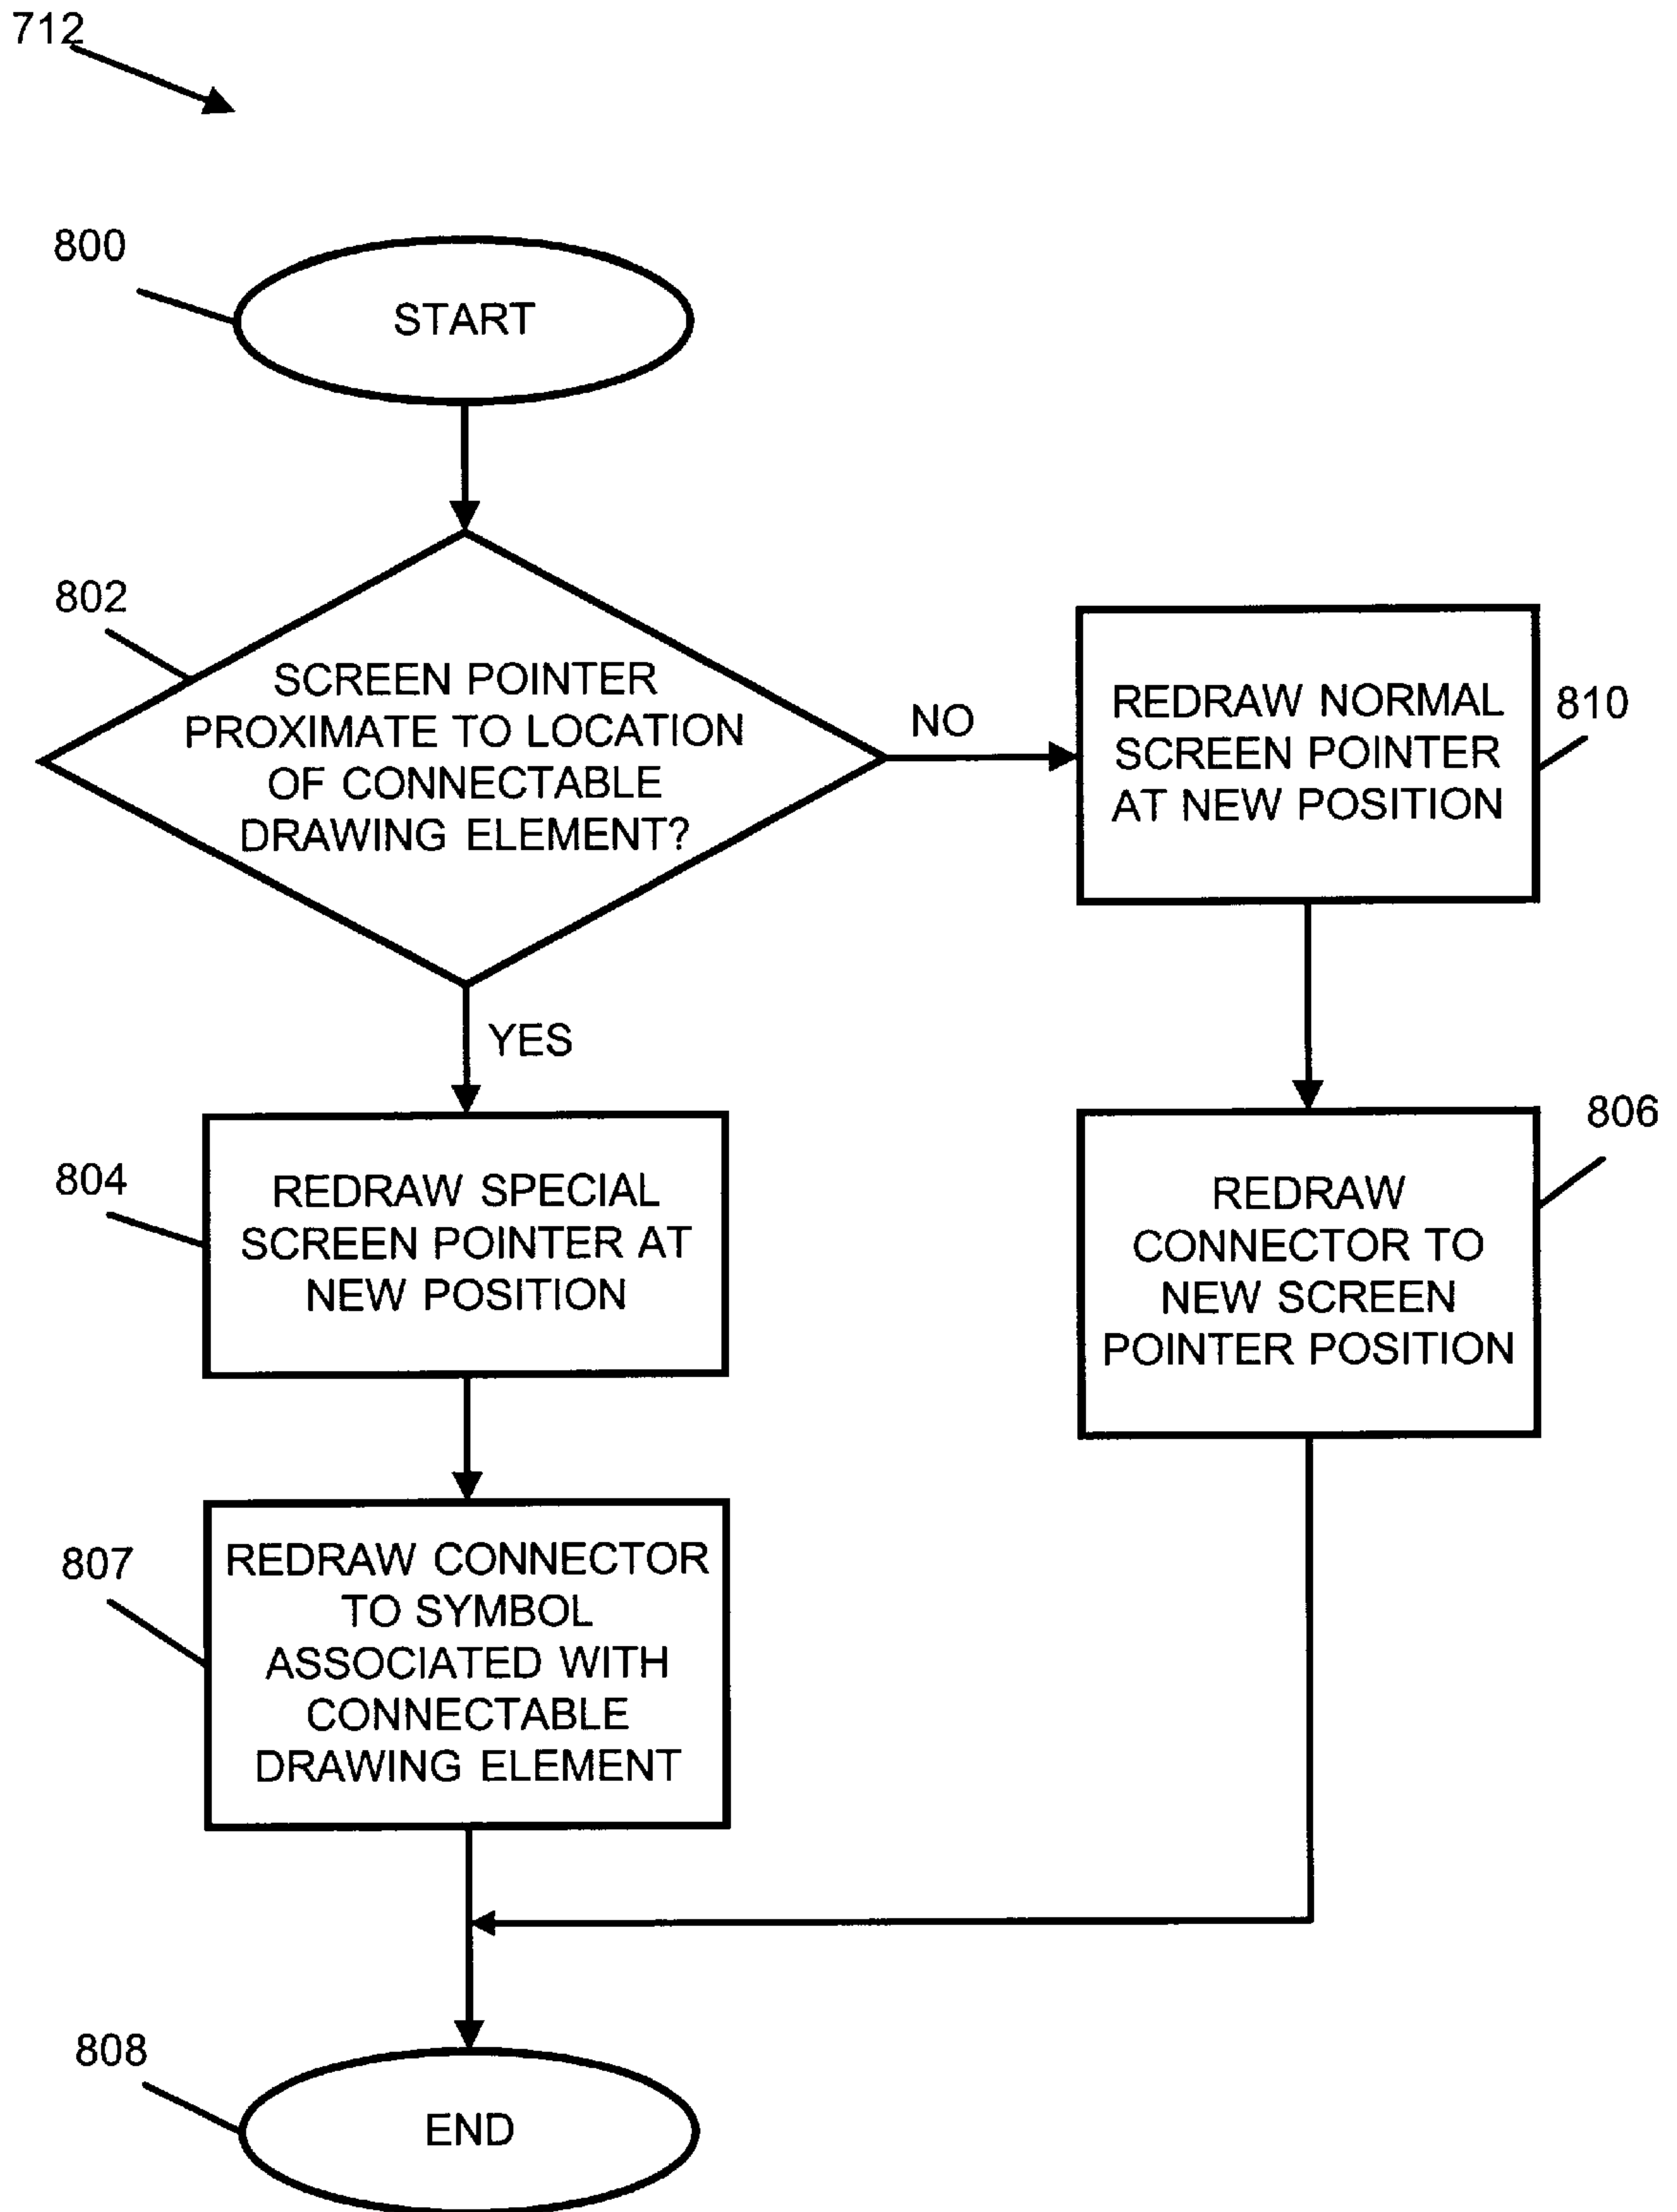 712
800
START
802
SCREEN POINTER
PROXIMATE TO LOCATION
OF CONNECTABLE
DRAWING ELEMENT?
NO
REDRAW NORMAL
SCREEN POINTER
AT NEW POSITION
810
YES
804
REDRAW SPECIAL
SCREEN POINTER AT
NEW POSITION
806
REDRAW
CONNECTOR TO
NEW SCREEN
POINTER POSITION
807
REDRAW CONNECTOR
TO SYMBOL
ASSOCIATED WITH
CONNECTABLE
DRAWING ELEMENT
808
END